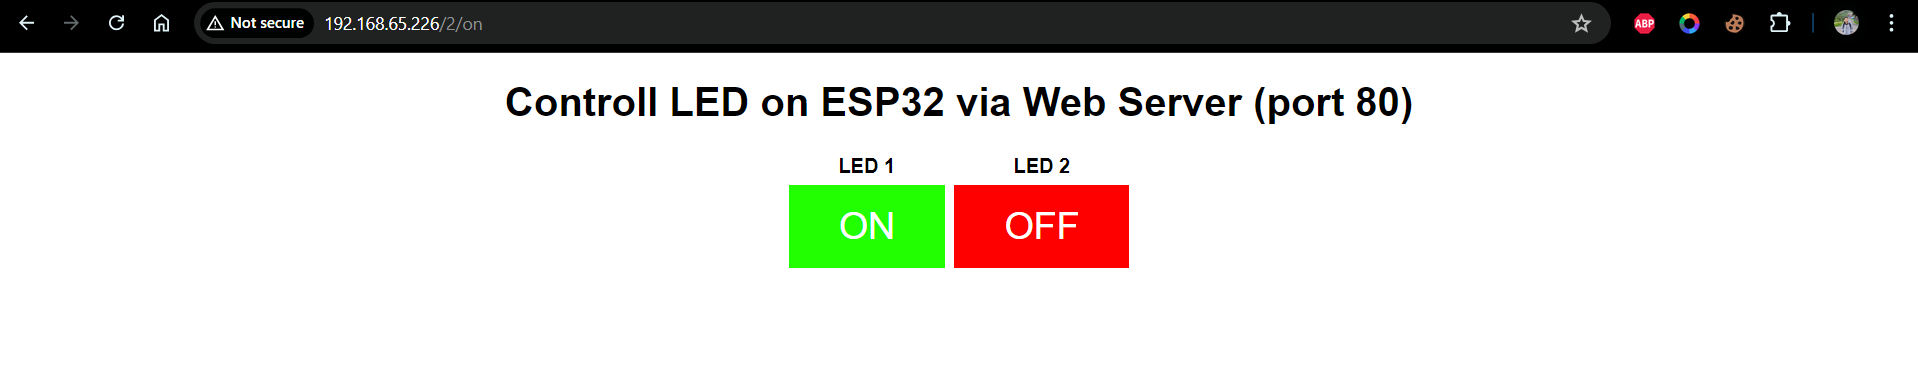 Not secure 192.168.65.226/2/on
ABP
Controll LED on ESP32 via Web Server (port 80)
LED 1 LED 2
ON OFF